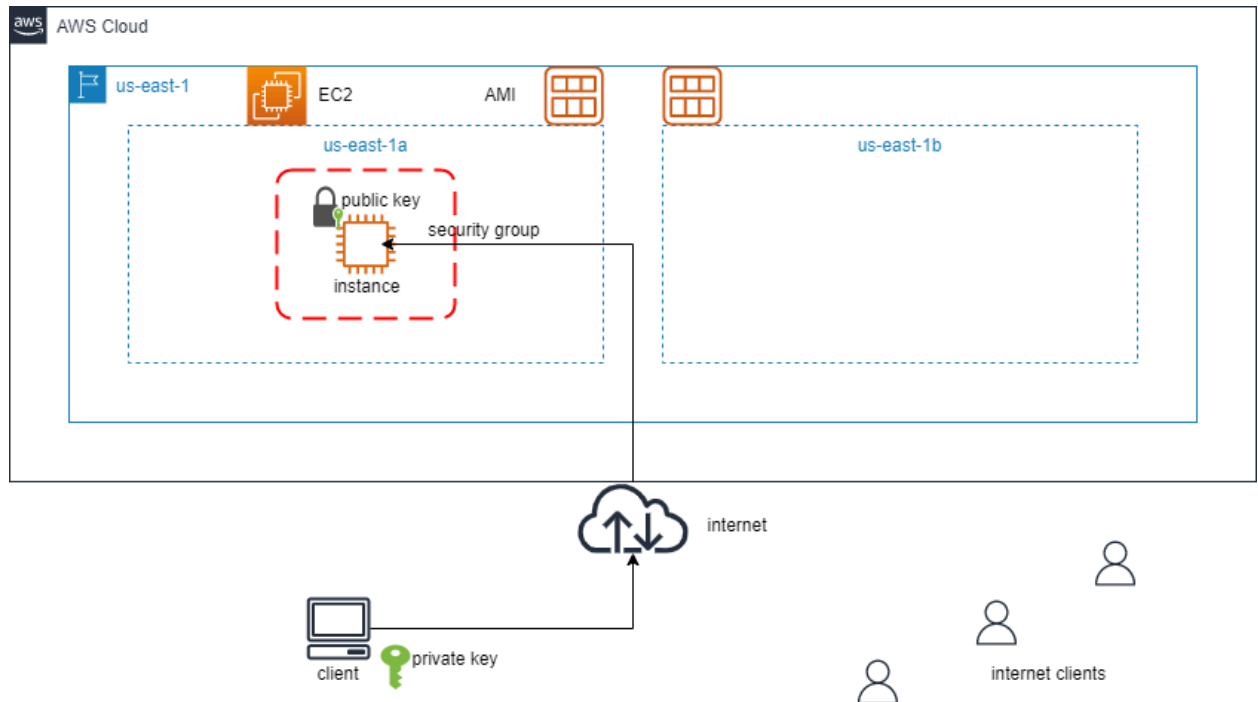 aws
AWS Cloud
us-east-1
EC2
AMI
us-east-1a
us-east-1b
public key
security group
instance
internet
private key
client
internet clients